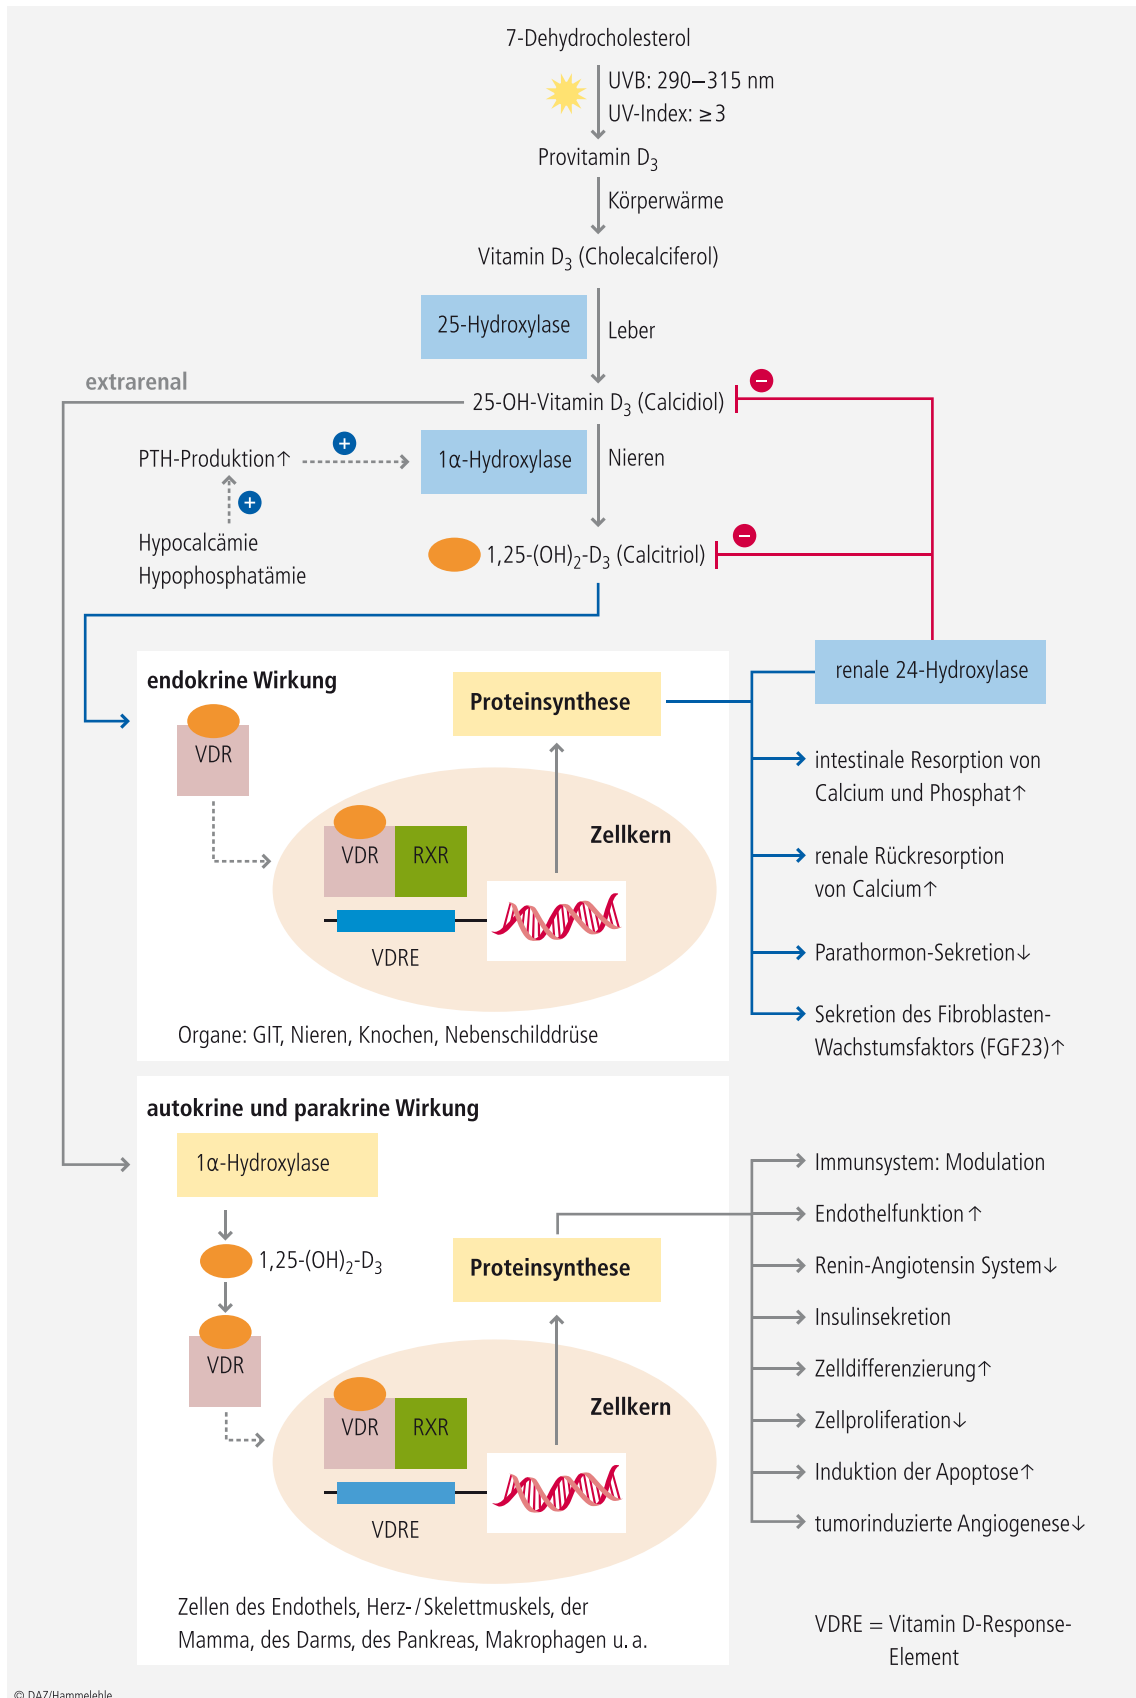 7-Dehydrocholesterol
UVB: 290–315 nm
UV-Index: ≥3
Provitamin D₃
Körperwärme
Vitamin D₃ (Cholecalciferol)
25-Hydroxylase
Leber
extrarenal
25-OH-Vitamin D₃ (Calcidiol)
−
PTH-Produktion↑
+
1α-Hydroxylase
Nieren
+
Hypocalcämie
Hypophosphatämie
1,25-(OH)₂-D₃ (Calcitriol)
−
renale 24-Hydroxylase
endokrine Wirkung
Proteinsynthese
VDR
intestinale Resorption von
Calcium und Phosphat↑
Zellkern
VDR
RXR
renale Rückresorption
von Calcium↑
VDRE
Parathormon-Sekretion↓
Sekretion des Fibroblasten-
Wachstumsfaktors (FGF23)↑
Organe: GIT, Nieren, Knochen, Nebenschilddrüse
autokrine und parakrine Wirkung
1α-Hydroxylase
1,25-(OH)₂-D₃
Proteinsynthese
VDR
Zellkern
VDR
RXR
VDRE
Immunsystem: Modulation
Endothelfunktion↑
Renin-Angiotensin System↓
Insulinsekretion
Zelldifferenzierung↑
Zellproliferation↓
Induktion der Apoptose↑
tumorinduzierte Angiogenese↓
Zellen des Endothels, Herz-/Skelettmuskels, der
Mamma, des Darms, des Pankreas, Makrophagen u. a.
VDRE = Vitamin D-Response-
Element
© DAZ/Hammelehle